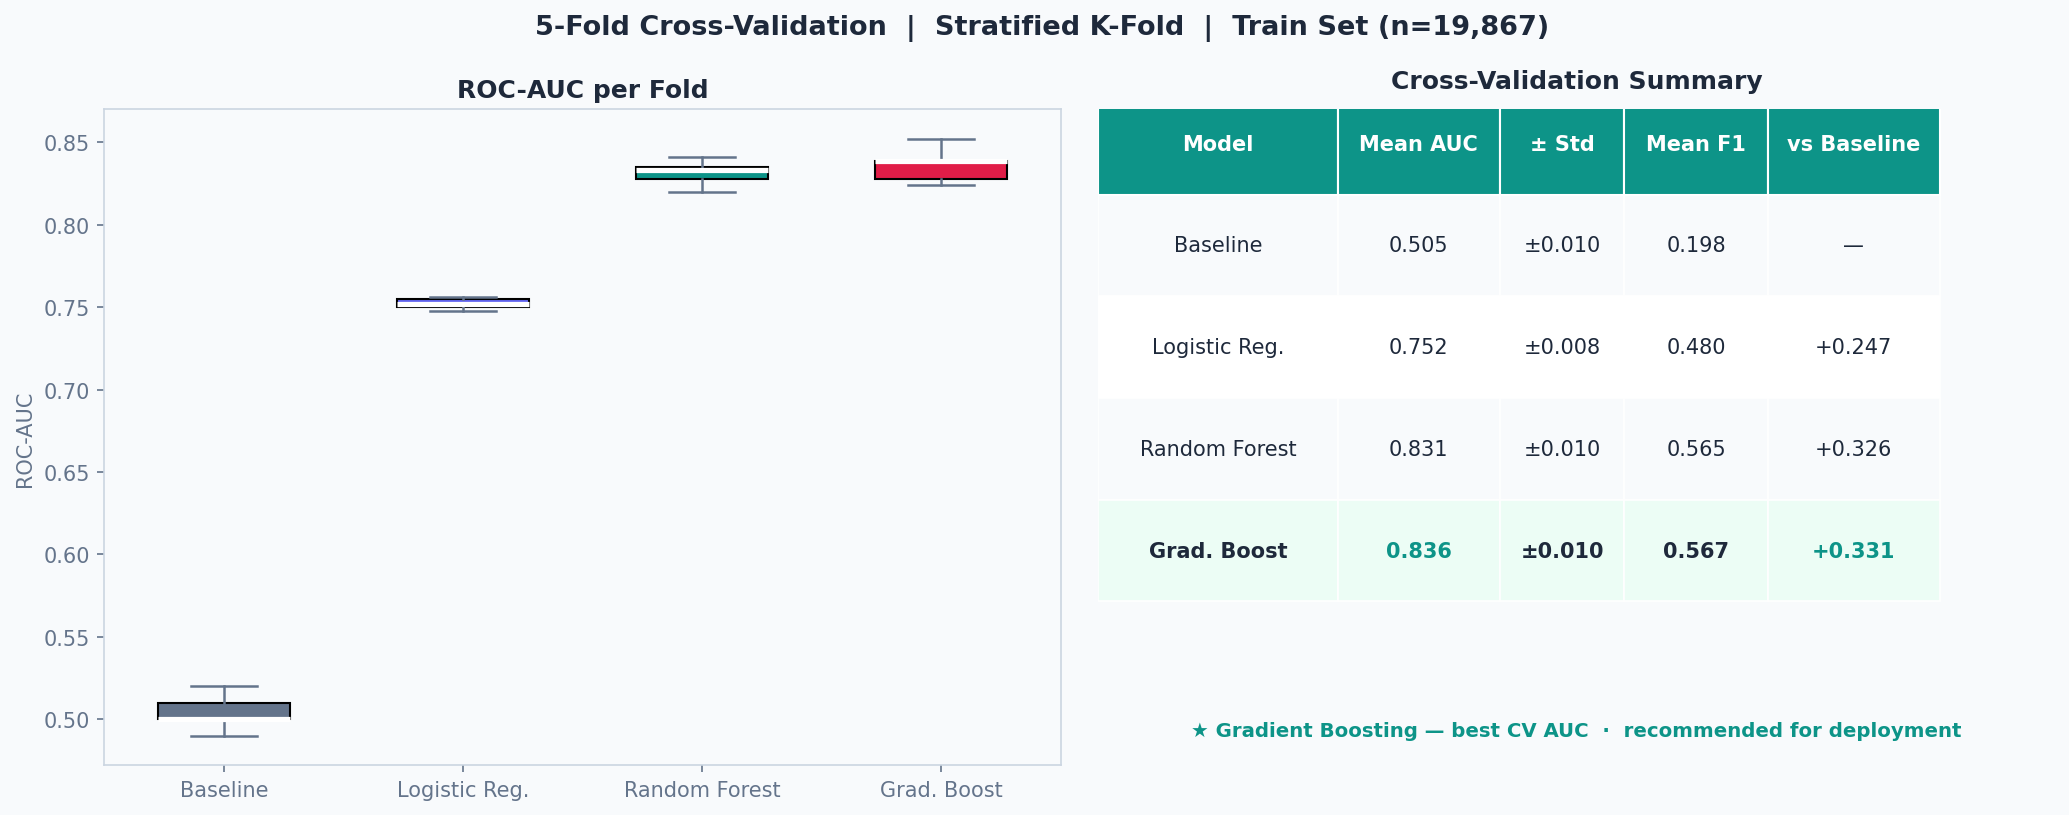 5-Fold Cross-Validation | Stratified K-Fold | Train Set (n=19,867)
ROC-AUC per Fold
ROC-AUC
0.85
0.80
0.75
0.70
0.65
0.60
0.55
0.50
Baseline Logistic Reg. Random Forest Grad. Boost
Cross-Validation Summary
Model Mean AUC ± Std Mean F1 vs Baseline
Baseline 0.505 ±0.010 0.198 —
Logistic Reg. 0.752 ±0.008 0.480 +0.247
Random Forest 0.831 ±0.010 0.565 +0.326
Grad. Boost 0.836 ±0.010 0.567 +0.331
★ Gradient Boosting — best CV AUC · recommended for deployment